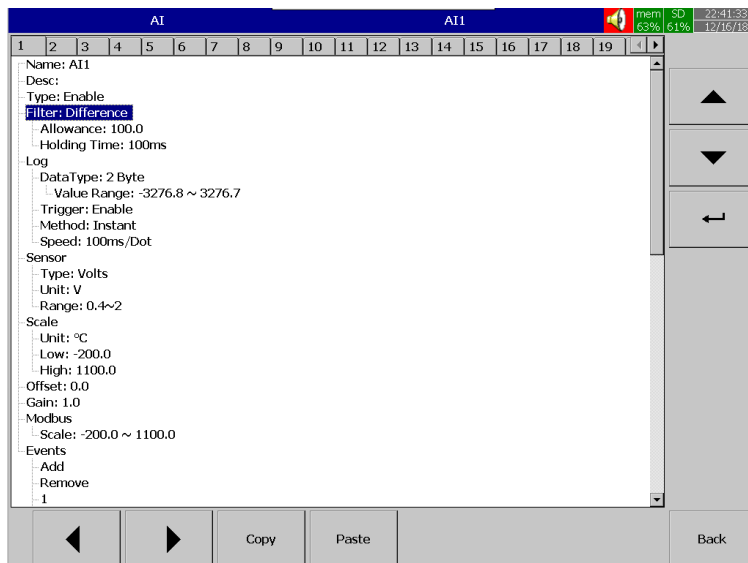 AI AI1 mem 63% SD 61% 22:41:33 12/16/18
1 2 3 4 5 6 7 8 9 10 11 12 13 14 15 16 17 18 19
Name: AI1
Desc:
Type: Enable
Filter: Difference
Allowance: 100.0
Holding Time: 100ms
Log
DataType: 2 Byte
Value Range: -3276.8 ~ 3276.7
Trigger: Enable
Method: Instant
Speed: 100ms/Dot
Sensor
Type: Volts
Unit: V
Range: 0.4~2
Scale
Unit: °C
Low: -200.0
High: 1100.0
Offset: 0.0
Gain: 1.0
Modbus
Scale: -200.0 ~ 1100.0
Events
Add
Remove
1
Copy Paste Back